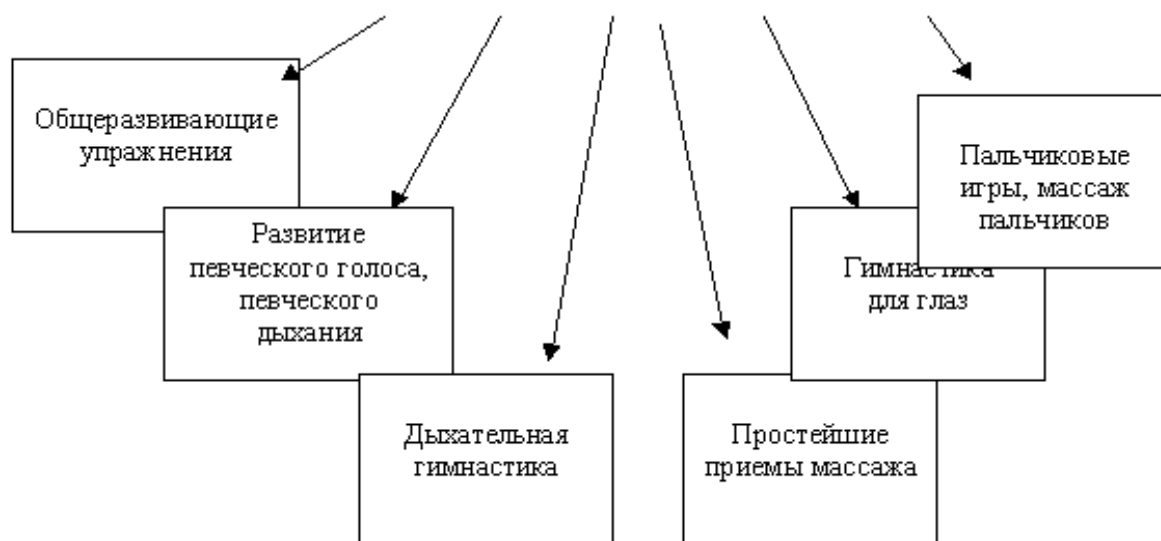 Общеразвивающие
упражнения
Развитие
певческого голоса,
певческого
дыхания
Дыхательная
гимнастика
Простейшие
приемы массажа
Гимнастика
для глаз
Пальчиковые
игры, массаж
пальчиков